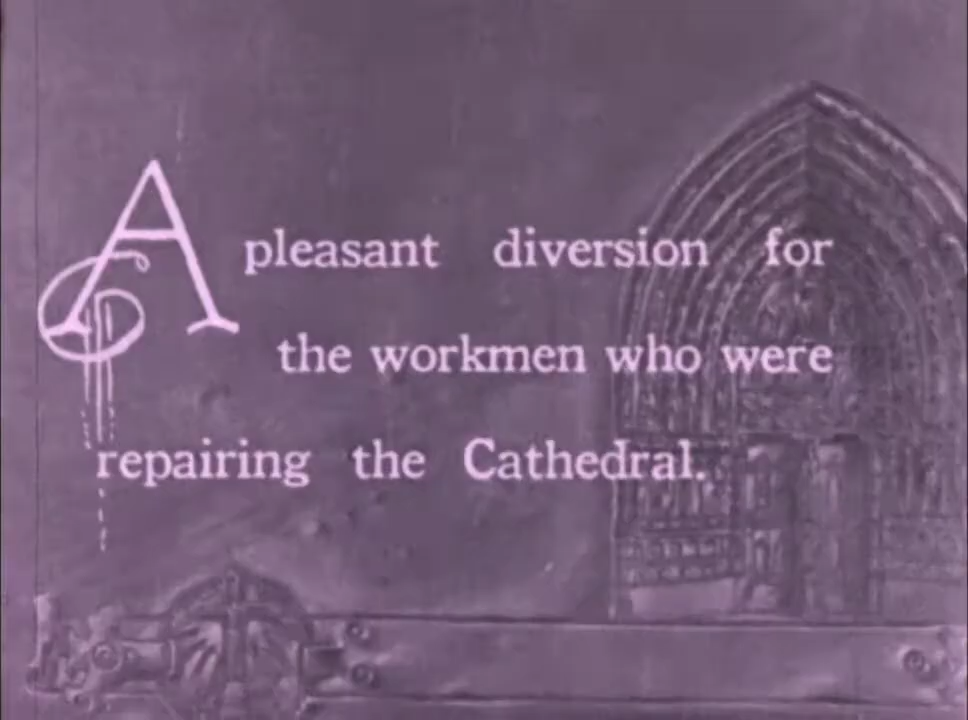 A pleasant diversion for
the workmen who were
repairing the Cathedral.